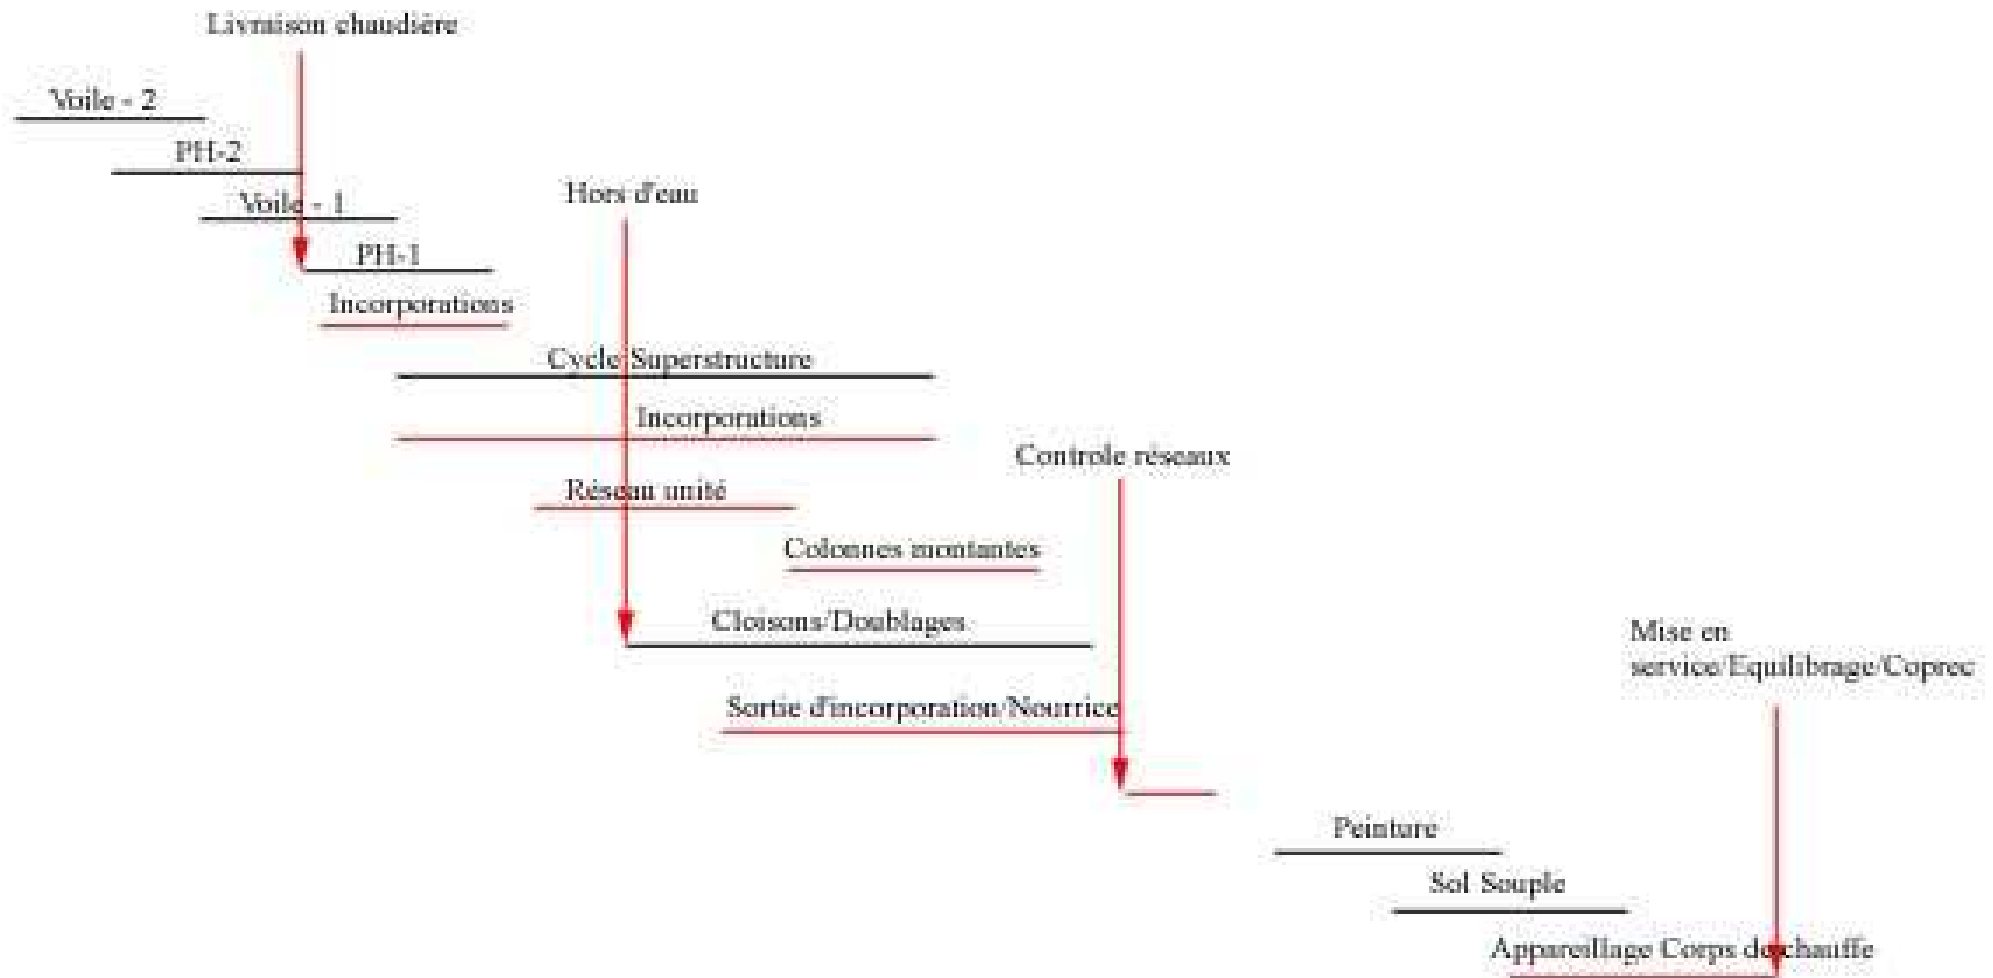 Livraison chaudière
Voile - 2
PH-2
Voile - 1
Hors d'eau
PH-1
Incorporations
Cycle Superstructure
Incorporations
Controle réseaux
Réseau unité
Colonnes montantes
Cloisons/Doublages
Mise en
service/Equilibrage/Coprec
Sortie d'incorporation/Nourrice
Peinture
Sol Souple
Appareillage Corps de chauffe